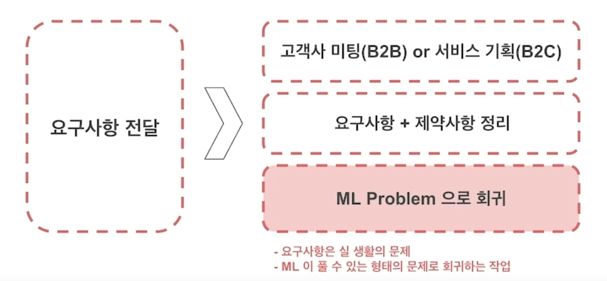 요구사항 전달
고객사 미팅(B2B) or 서비스 기획(B2C)
요구사항 + 제약사항 정리
ML Problem 으로 회귀
- 요구사항은 실 생활의 문제
- ML 이 풀 수 있는 형태의 문제로 회귀하는 작업